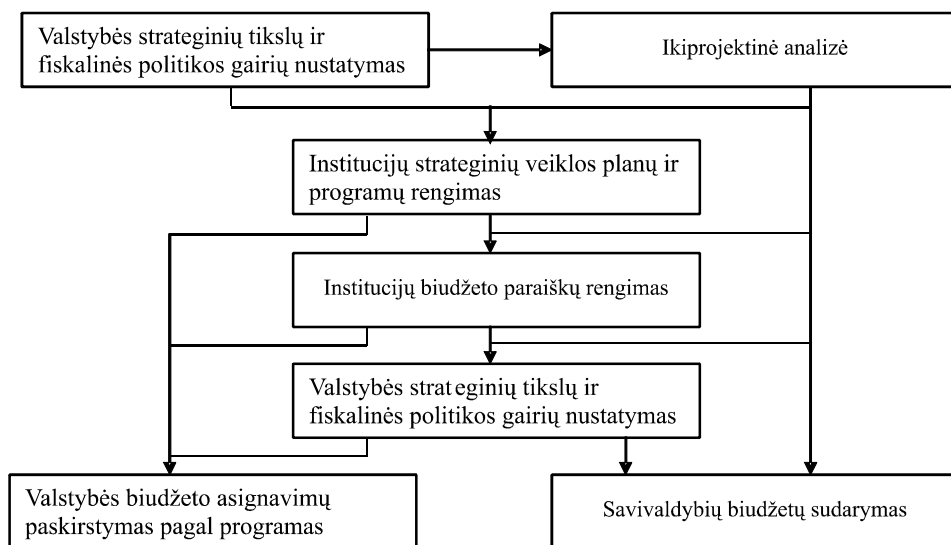 Valstybės strateginių tikslų ir
fiskalinės politikos gairių nustatymas
Ikiprojektinė analizė
Institucijų strateginių veiklos planų ir
programų rengimas
Institucijų biudžeto paraiškų rengimas
Valstybės strateginių tikslų ir
fiskalinės politikos gairių nustatymas
Valstybės biudžeto asignavimų
paskirstymas pagal programas
Savivaldybių biudžetų sudarymas